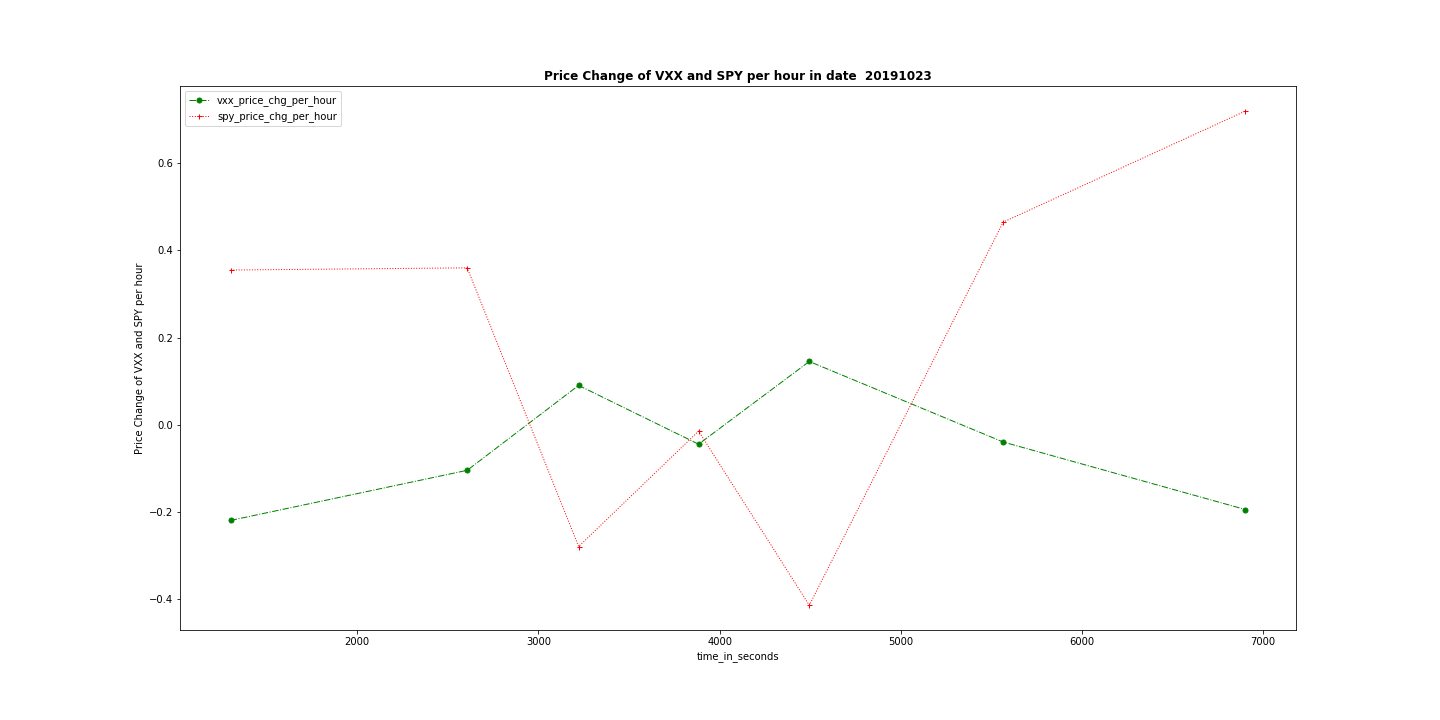 Price Change of VXX and SPY per hour in date  20191023
vxx_price_chg_per_hour
spy_price_chg_per_hour
Price Change of VXX and SPY per hour
0.6
0.4
0.2
0.0
−0.2
−0.4
2000 3000 4000 5000 6000 7000
time_in_seconds